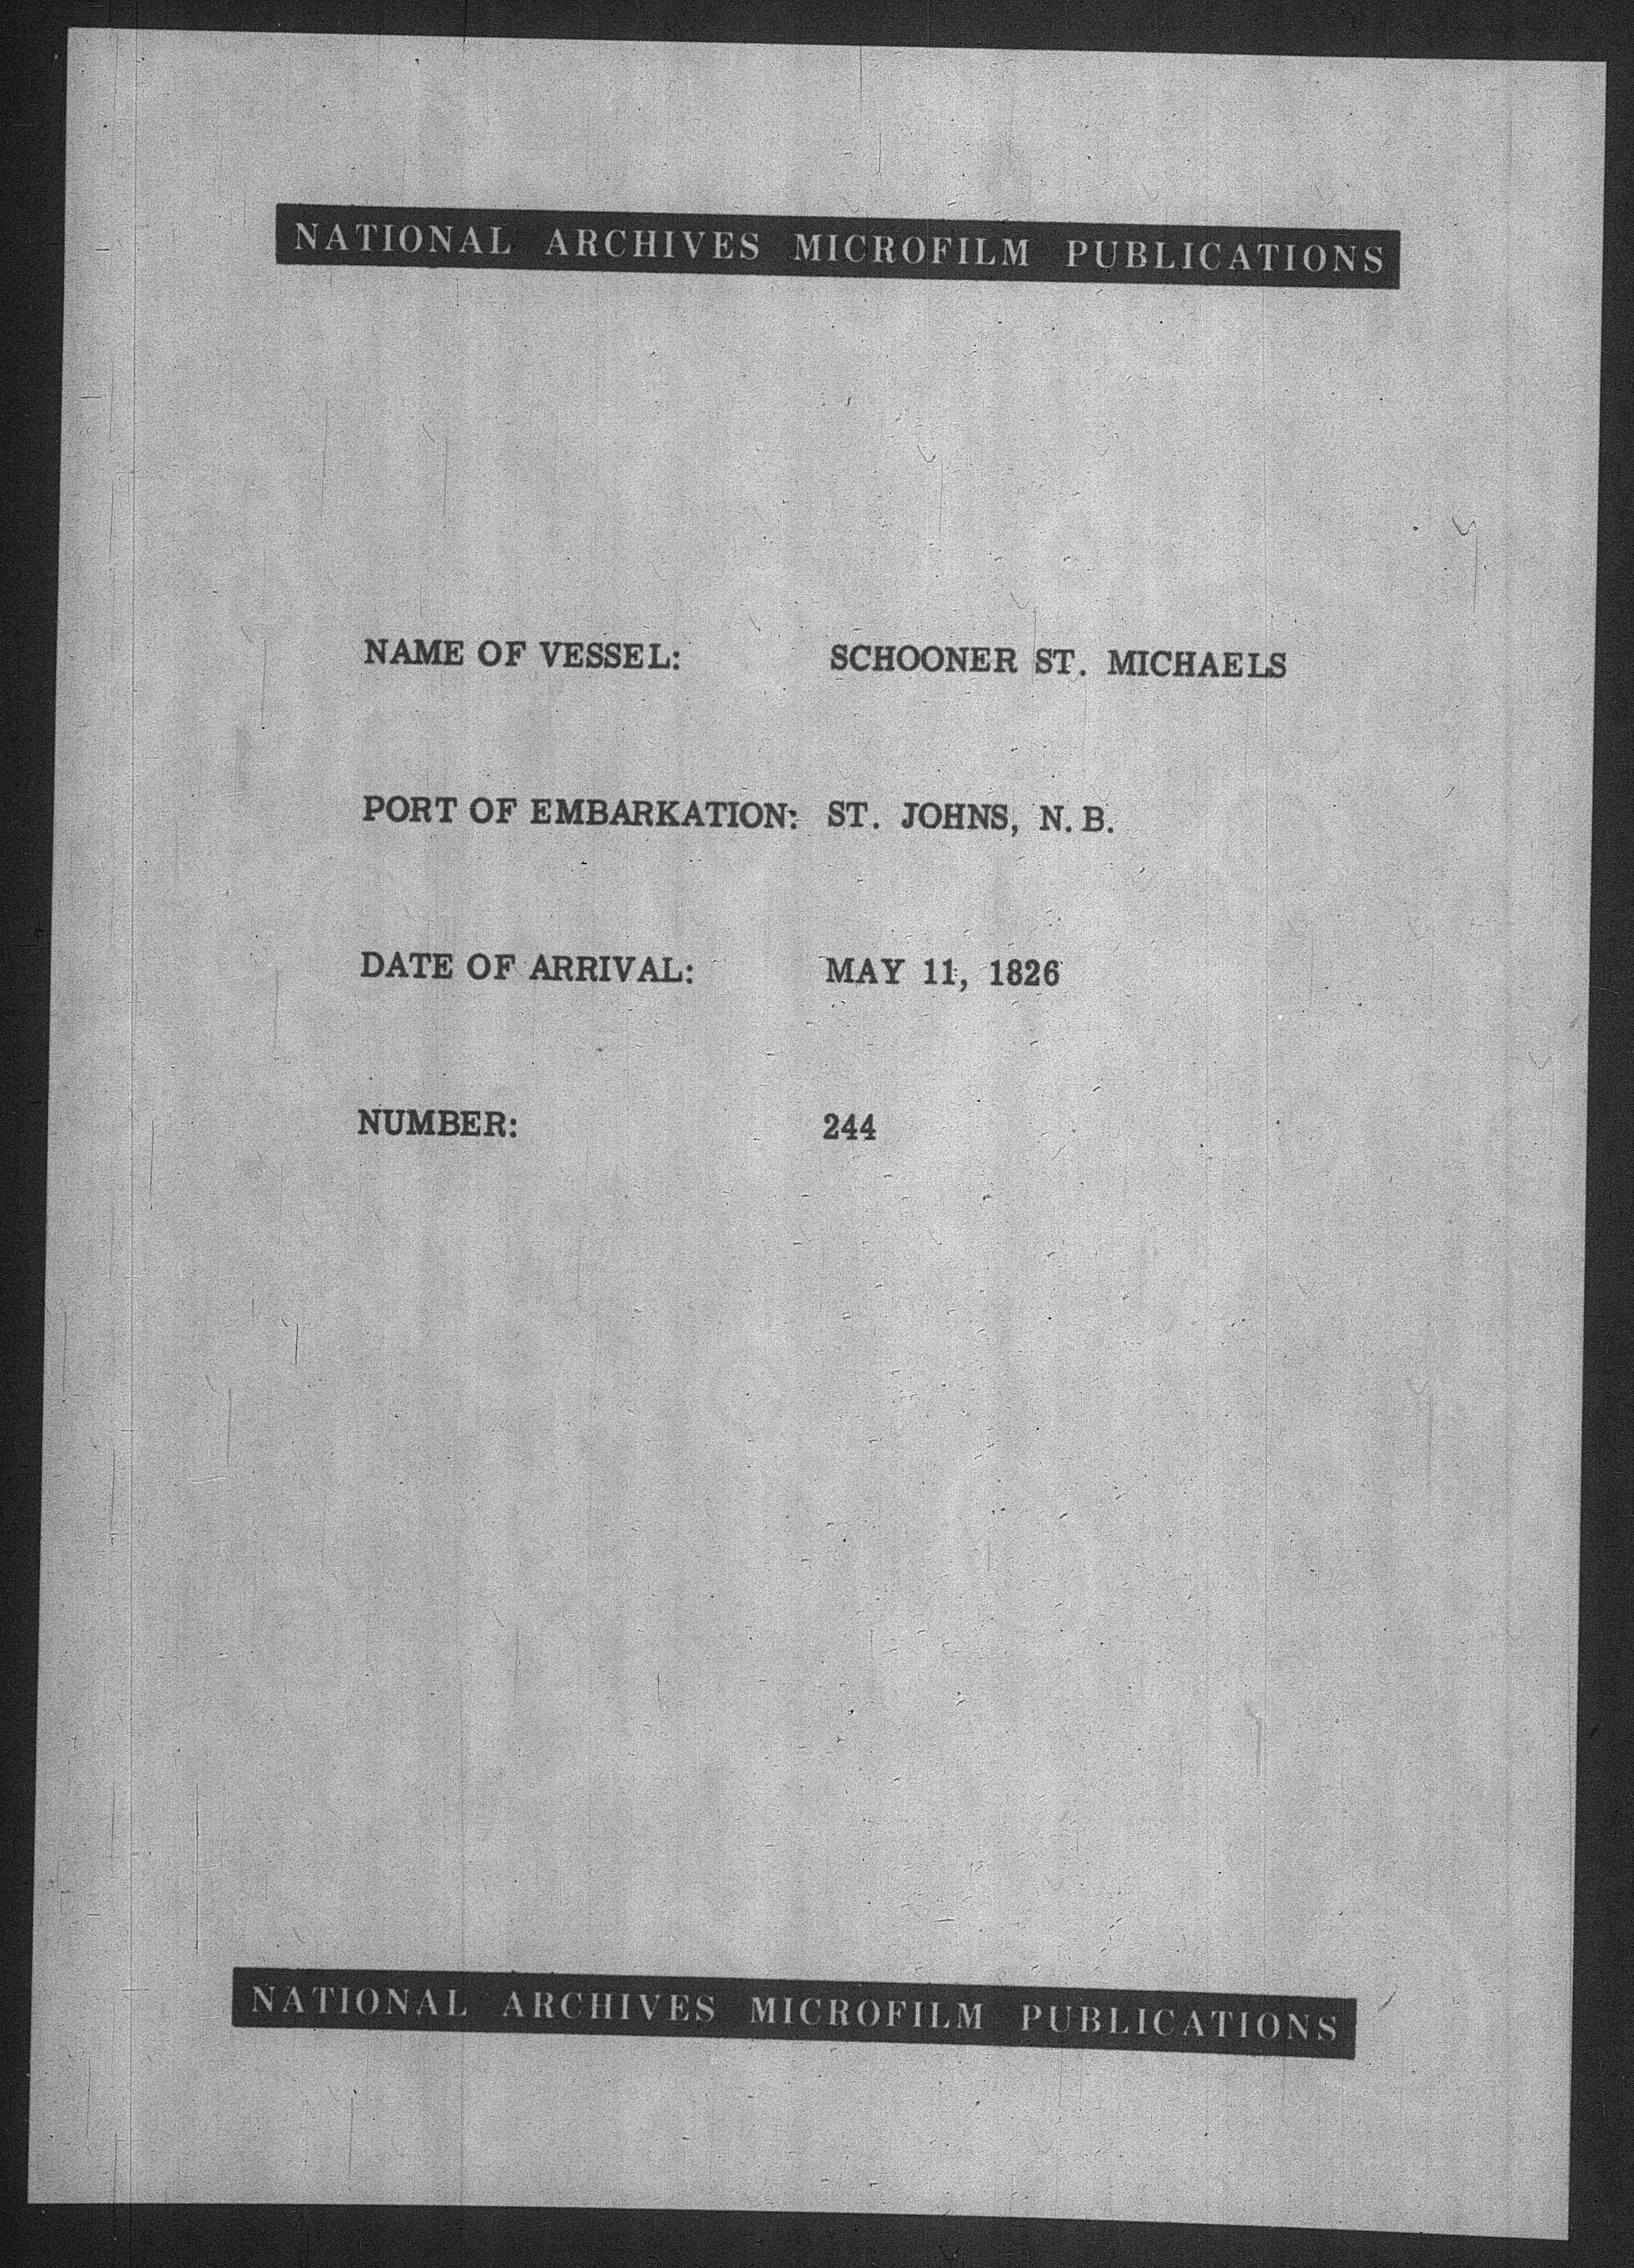 NATIONAL ARCHIVES MICROFILM PUBLICATIONS
NAME OF VESSEL: SCHOONER ST. MICHAELS
PORT OF EMBARKATION: ST. JOHNS, N. B.
DATE OF ARRIVAL: MAY 11, 1826
NUMBER: 244
NATIONAL ARCHIVES MICROFILM PUBLICATIONS